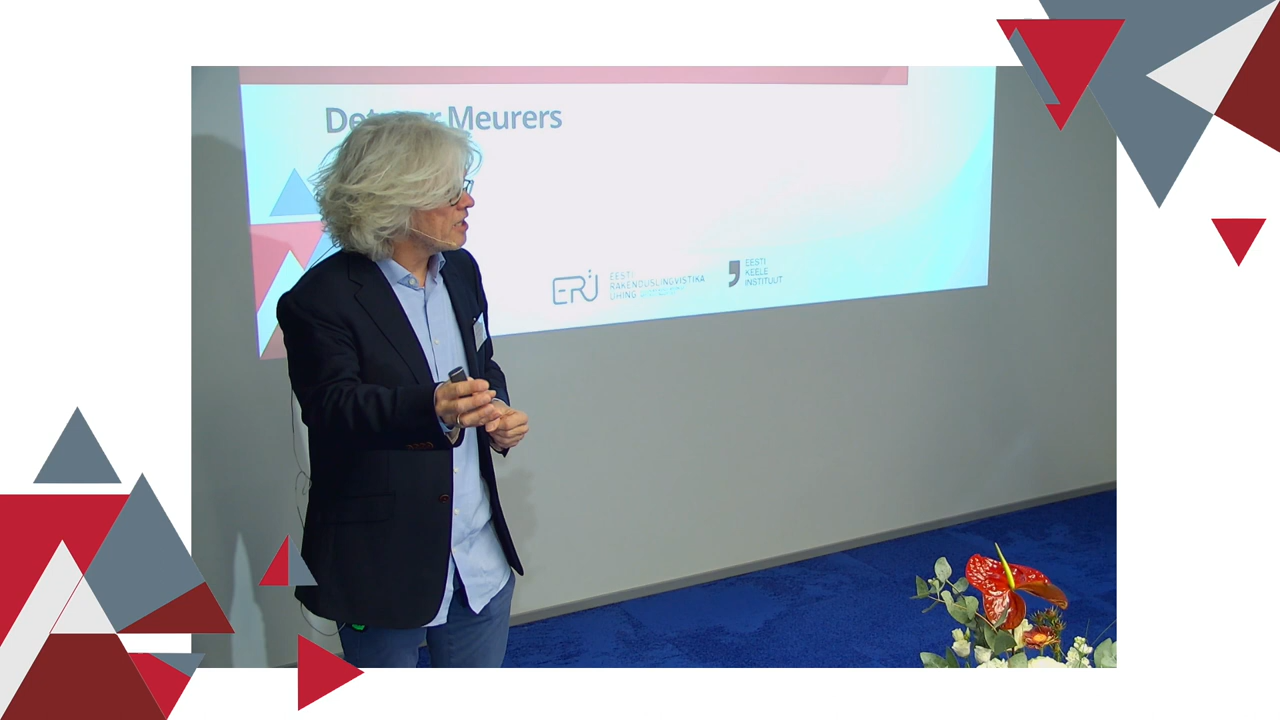 Meurers
ERÜ
EESTI
RAKENDUSLINGVISTIKA
ÜHING
EESTI
KEELE
INSTITUUT